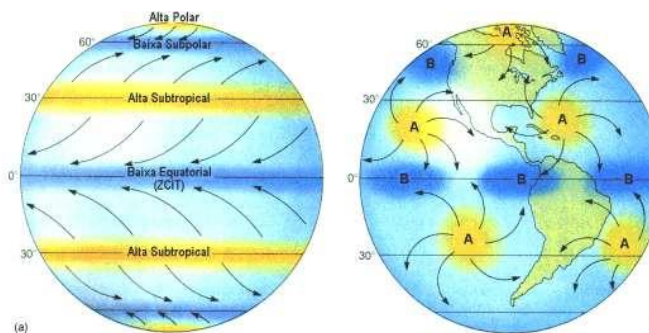 Alta Polar
60°
Baixa Subpolar
30°
Alta Subtropical
0°
Baixa Equatorial
(ZCIT)
30°
Alta Subtropical
(a)
A
60°
B
B
30°
A
A
0°
B
B
B
A
A
30°